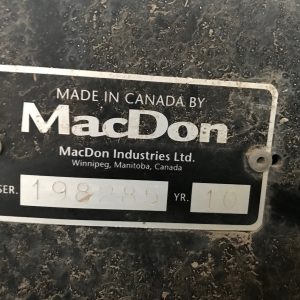 MADE IN CANADA BY
MacDon
MacDon Industries Ltd.
Winnipeg, Manitoba, Canada
SER. YR. 10